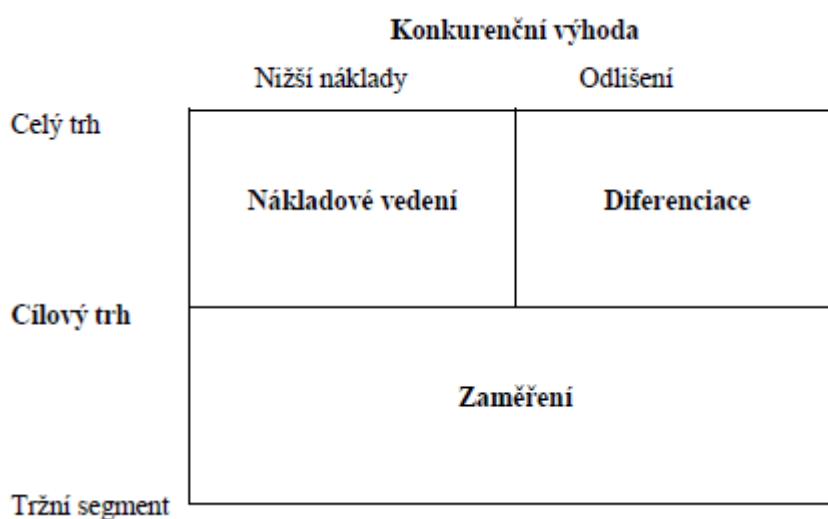 Konkurenční výhoda
Nižší náklady Odlišení
Celý trh
Nákladové vedení Diferenciace
Cílový trh
Zaměření
Tržní segment